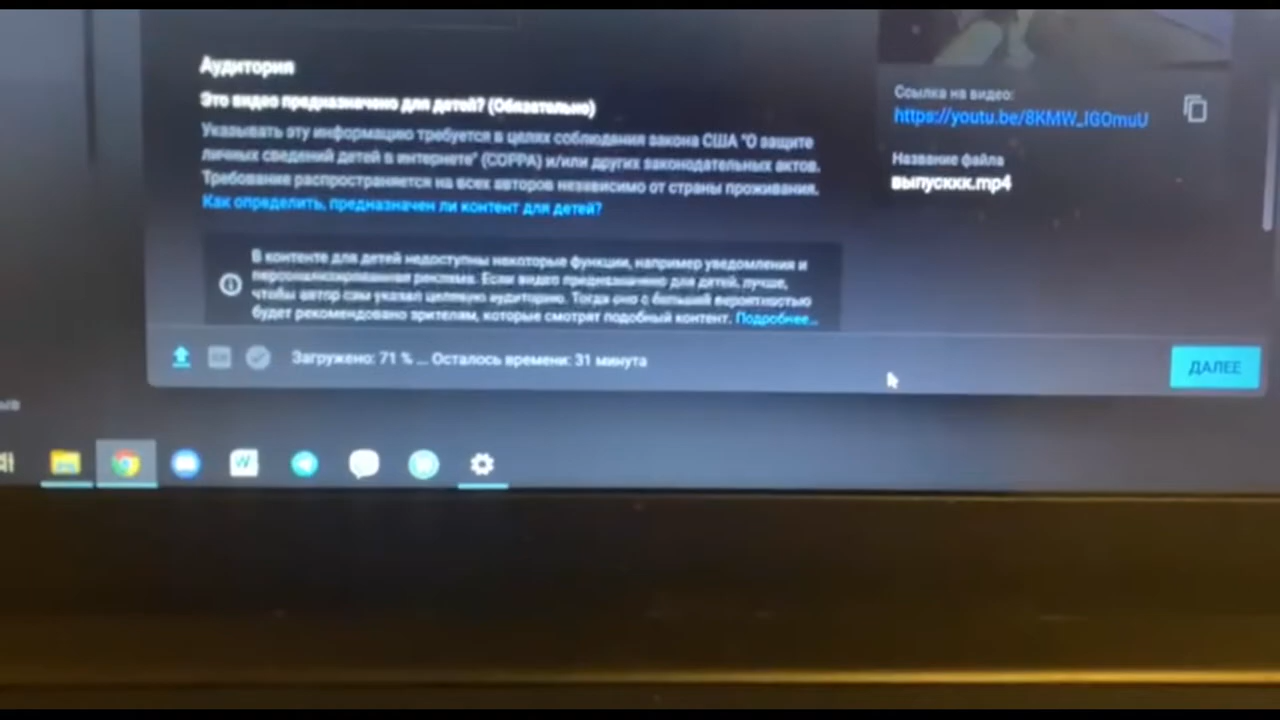 Аудитория
Это видео предназначено для детей? (Обязательно)
Указывать эту информацию требуется в целях соблюдения закона США "О защите
личных сведений детей в интернете" (COPPA) и/или других законодательных актов.
Требование распространяется на всех авторов независимо от страны проживания.
Как определить, предназначен ли контент для детей?
В контенте для детей недоступны некоторые функции, например уведомления и
персонализированная реклама. Если видео предназначено для детей, лучше,
чтобы автор сам указал целевую аудиторию. Тогда оно с большей вероятностью
будет рекомендовано зрителям, которые смотрят подобный контент. Подробнее...
Загружено: 71 % ... Осталось времени: 31 минута
Ссылка на видео:
https://youtu.be/8KMW_IGOmuU
Название файла
выпусккк.mp4
ДАЛЕЕ
W